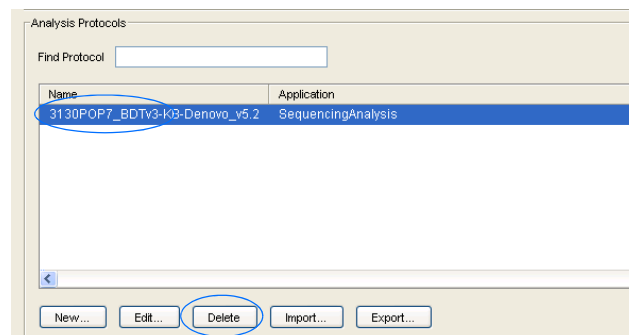 Analysis Protocols
Find Protocol
Name Application
3130POP7_BDTv3-KB-Denovo_v5.2 SequencingAnalysis
New... Edit... Delete Import... Export...